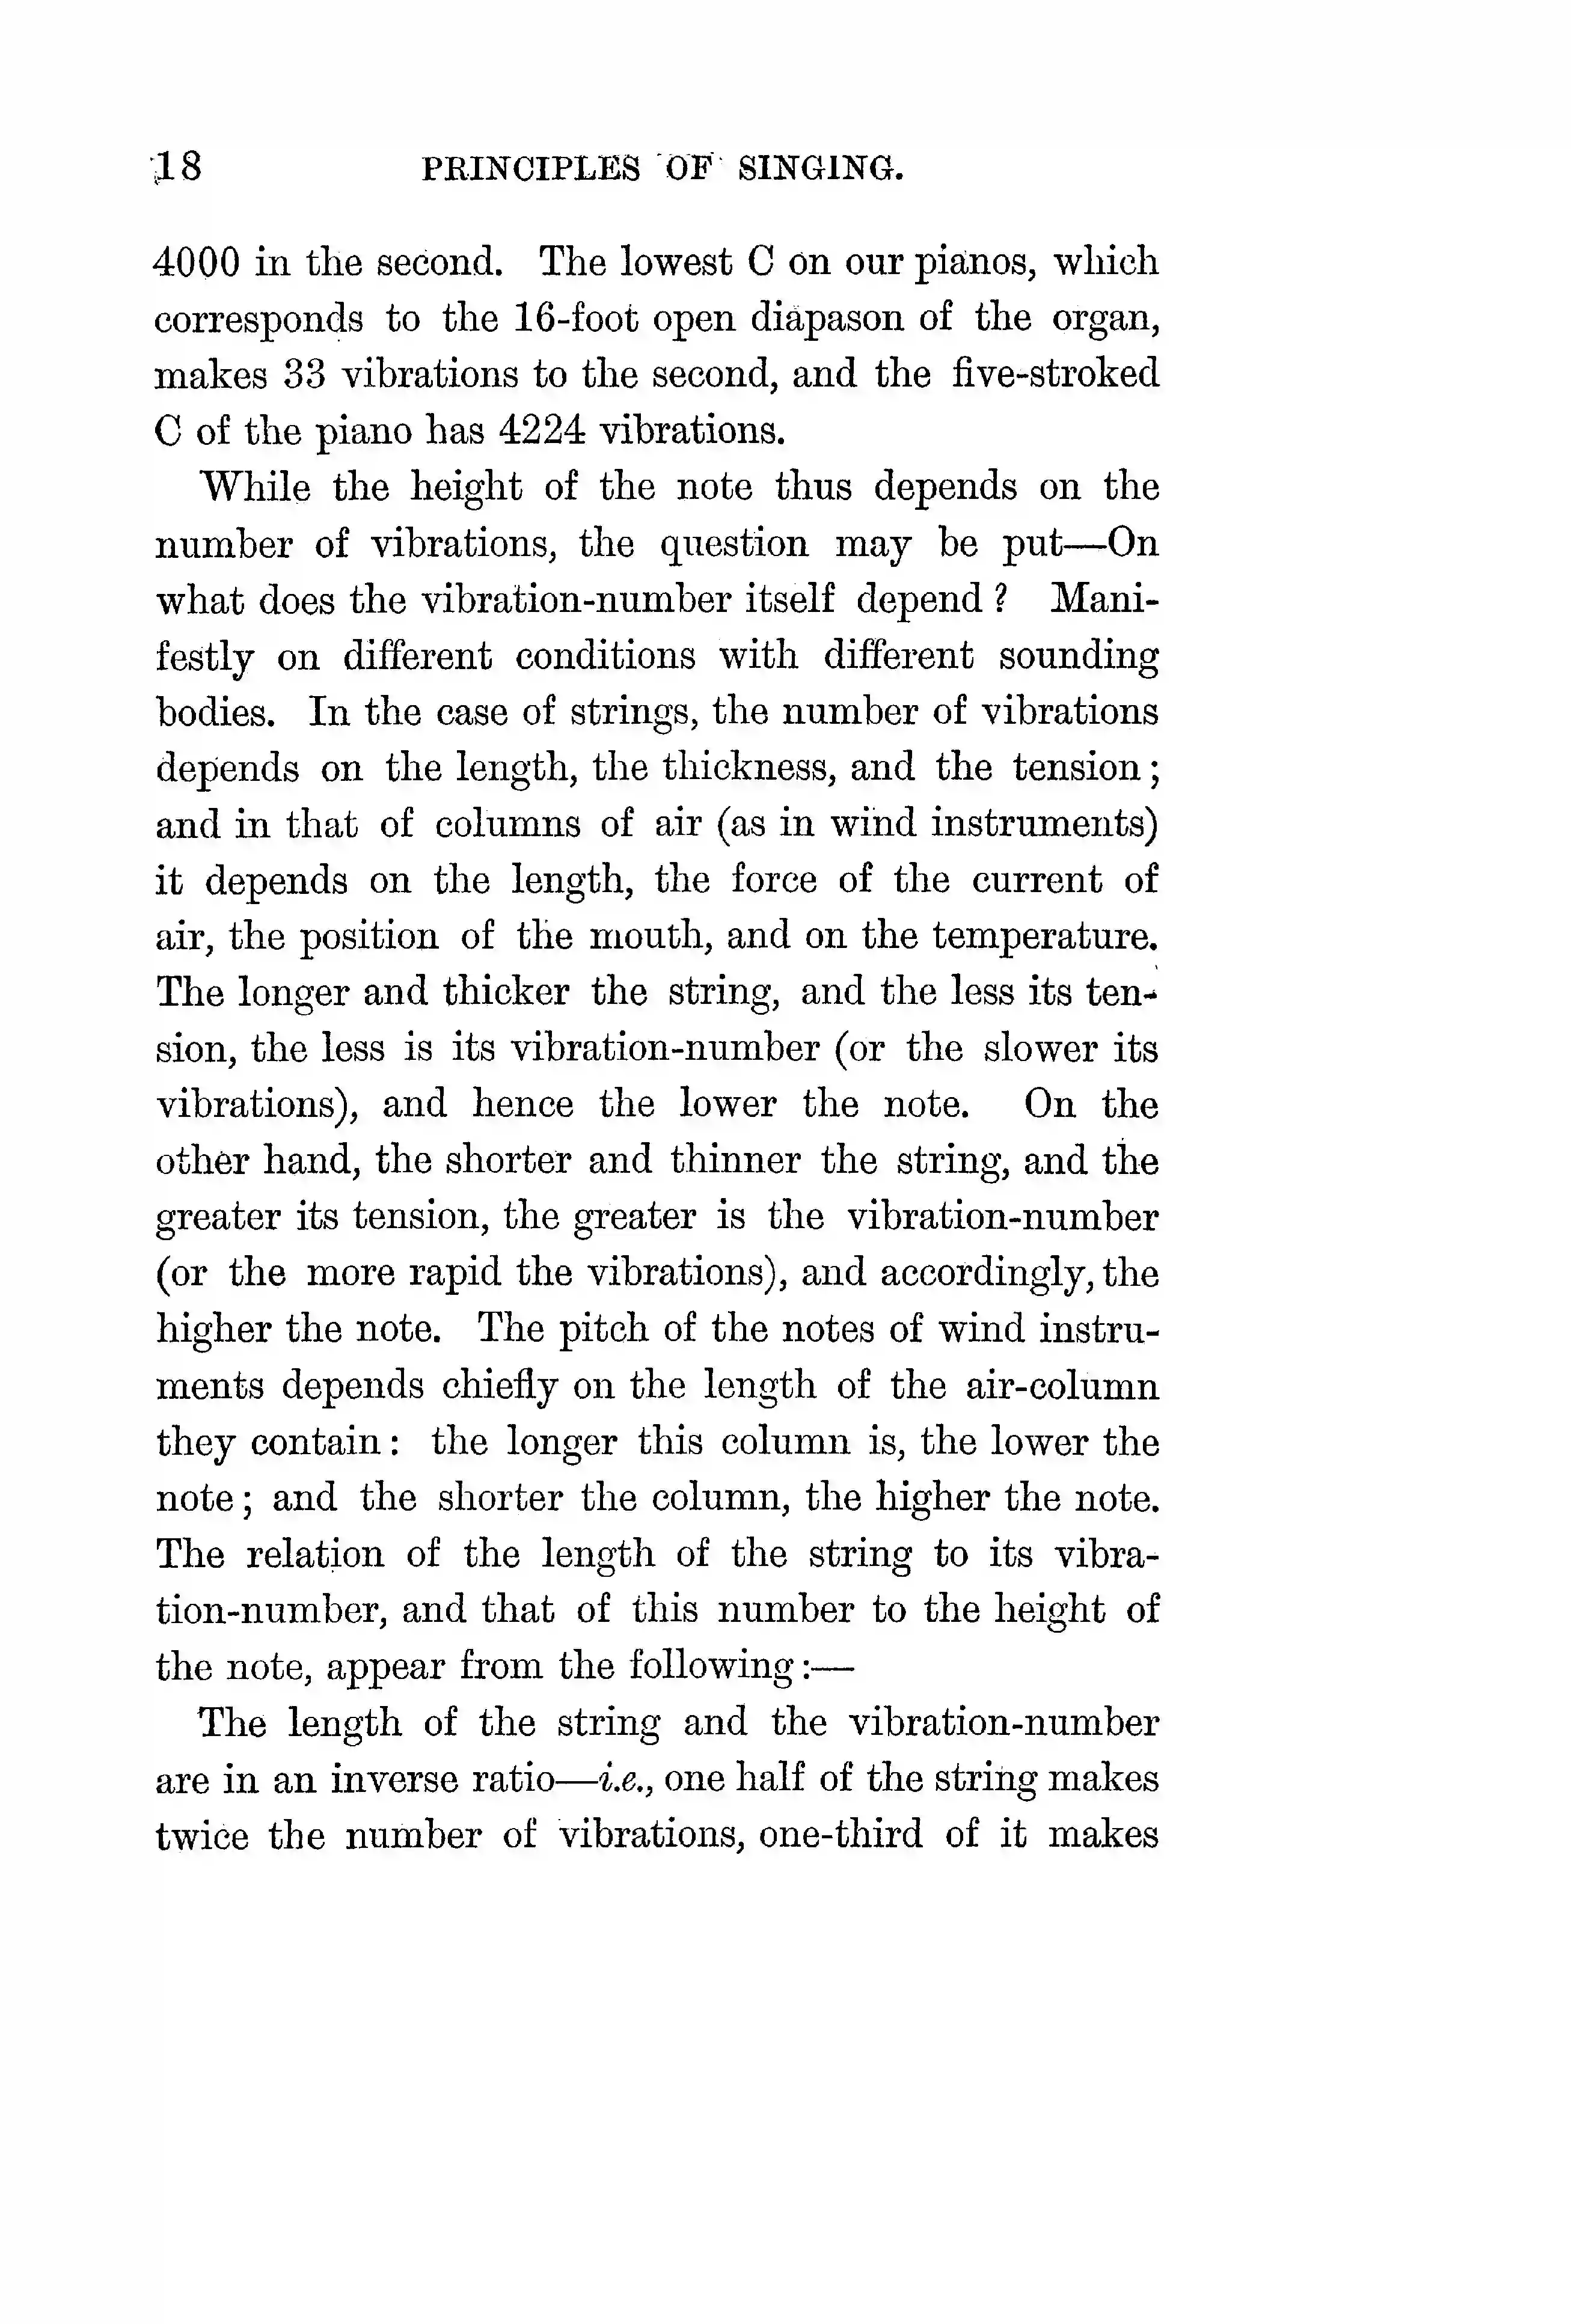 18 PRINCIPLES OF SINGING.
4000 in the second. The lowest C on our pianos, which
corresponds to the 16-foot open diapason of the organ,
makes 33 vibrations to the second, and the five-stroked
C of the piano has 4224 vibrations.
While the height of the note thus depends on the
number of vibrations, the question may be put—On
what does the vibration-number itself depend ? Mani-
festly on different conditions with different sounding
bodies. In the case of strings, the number of vibrations
depends on the length, the thickness, and the tension;
and in that of columns of air (as in wind instruments)
it depends on the length, the force of the current of
air, the position of the mouth, and on the temperature.
The longer and thicker the string, and the less its ten-
sion, the less is its vibration-number (or the slower its
vibrations), and hence the lower the note. On the
other hand, the shorter and thinner the string, and the
greater its tension, the greater is the vibration-number
(or the more rapid the vibrations), and accordingly, the
higher the note. The pitch of the notes of wind instru-
ments depends chiefly on the length of the air-column
they contain: the longer this column is, the lower the
note; and the shorter the column, the higher the note.
The relation of the length of the string to its vibra-
tion-number, and that of this number to the height of
the note, appear from the following:—
The length of the string and the vibration-number
are in an inverse ratio—i.e., one half of the string makes
twice the number of vibrations, one-third of it makes